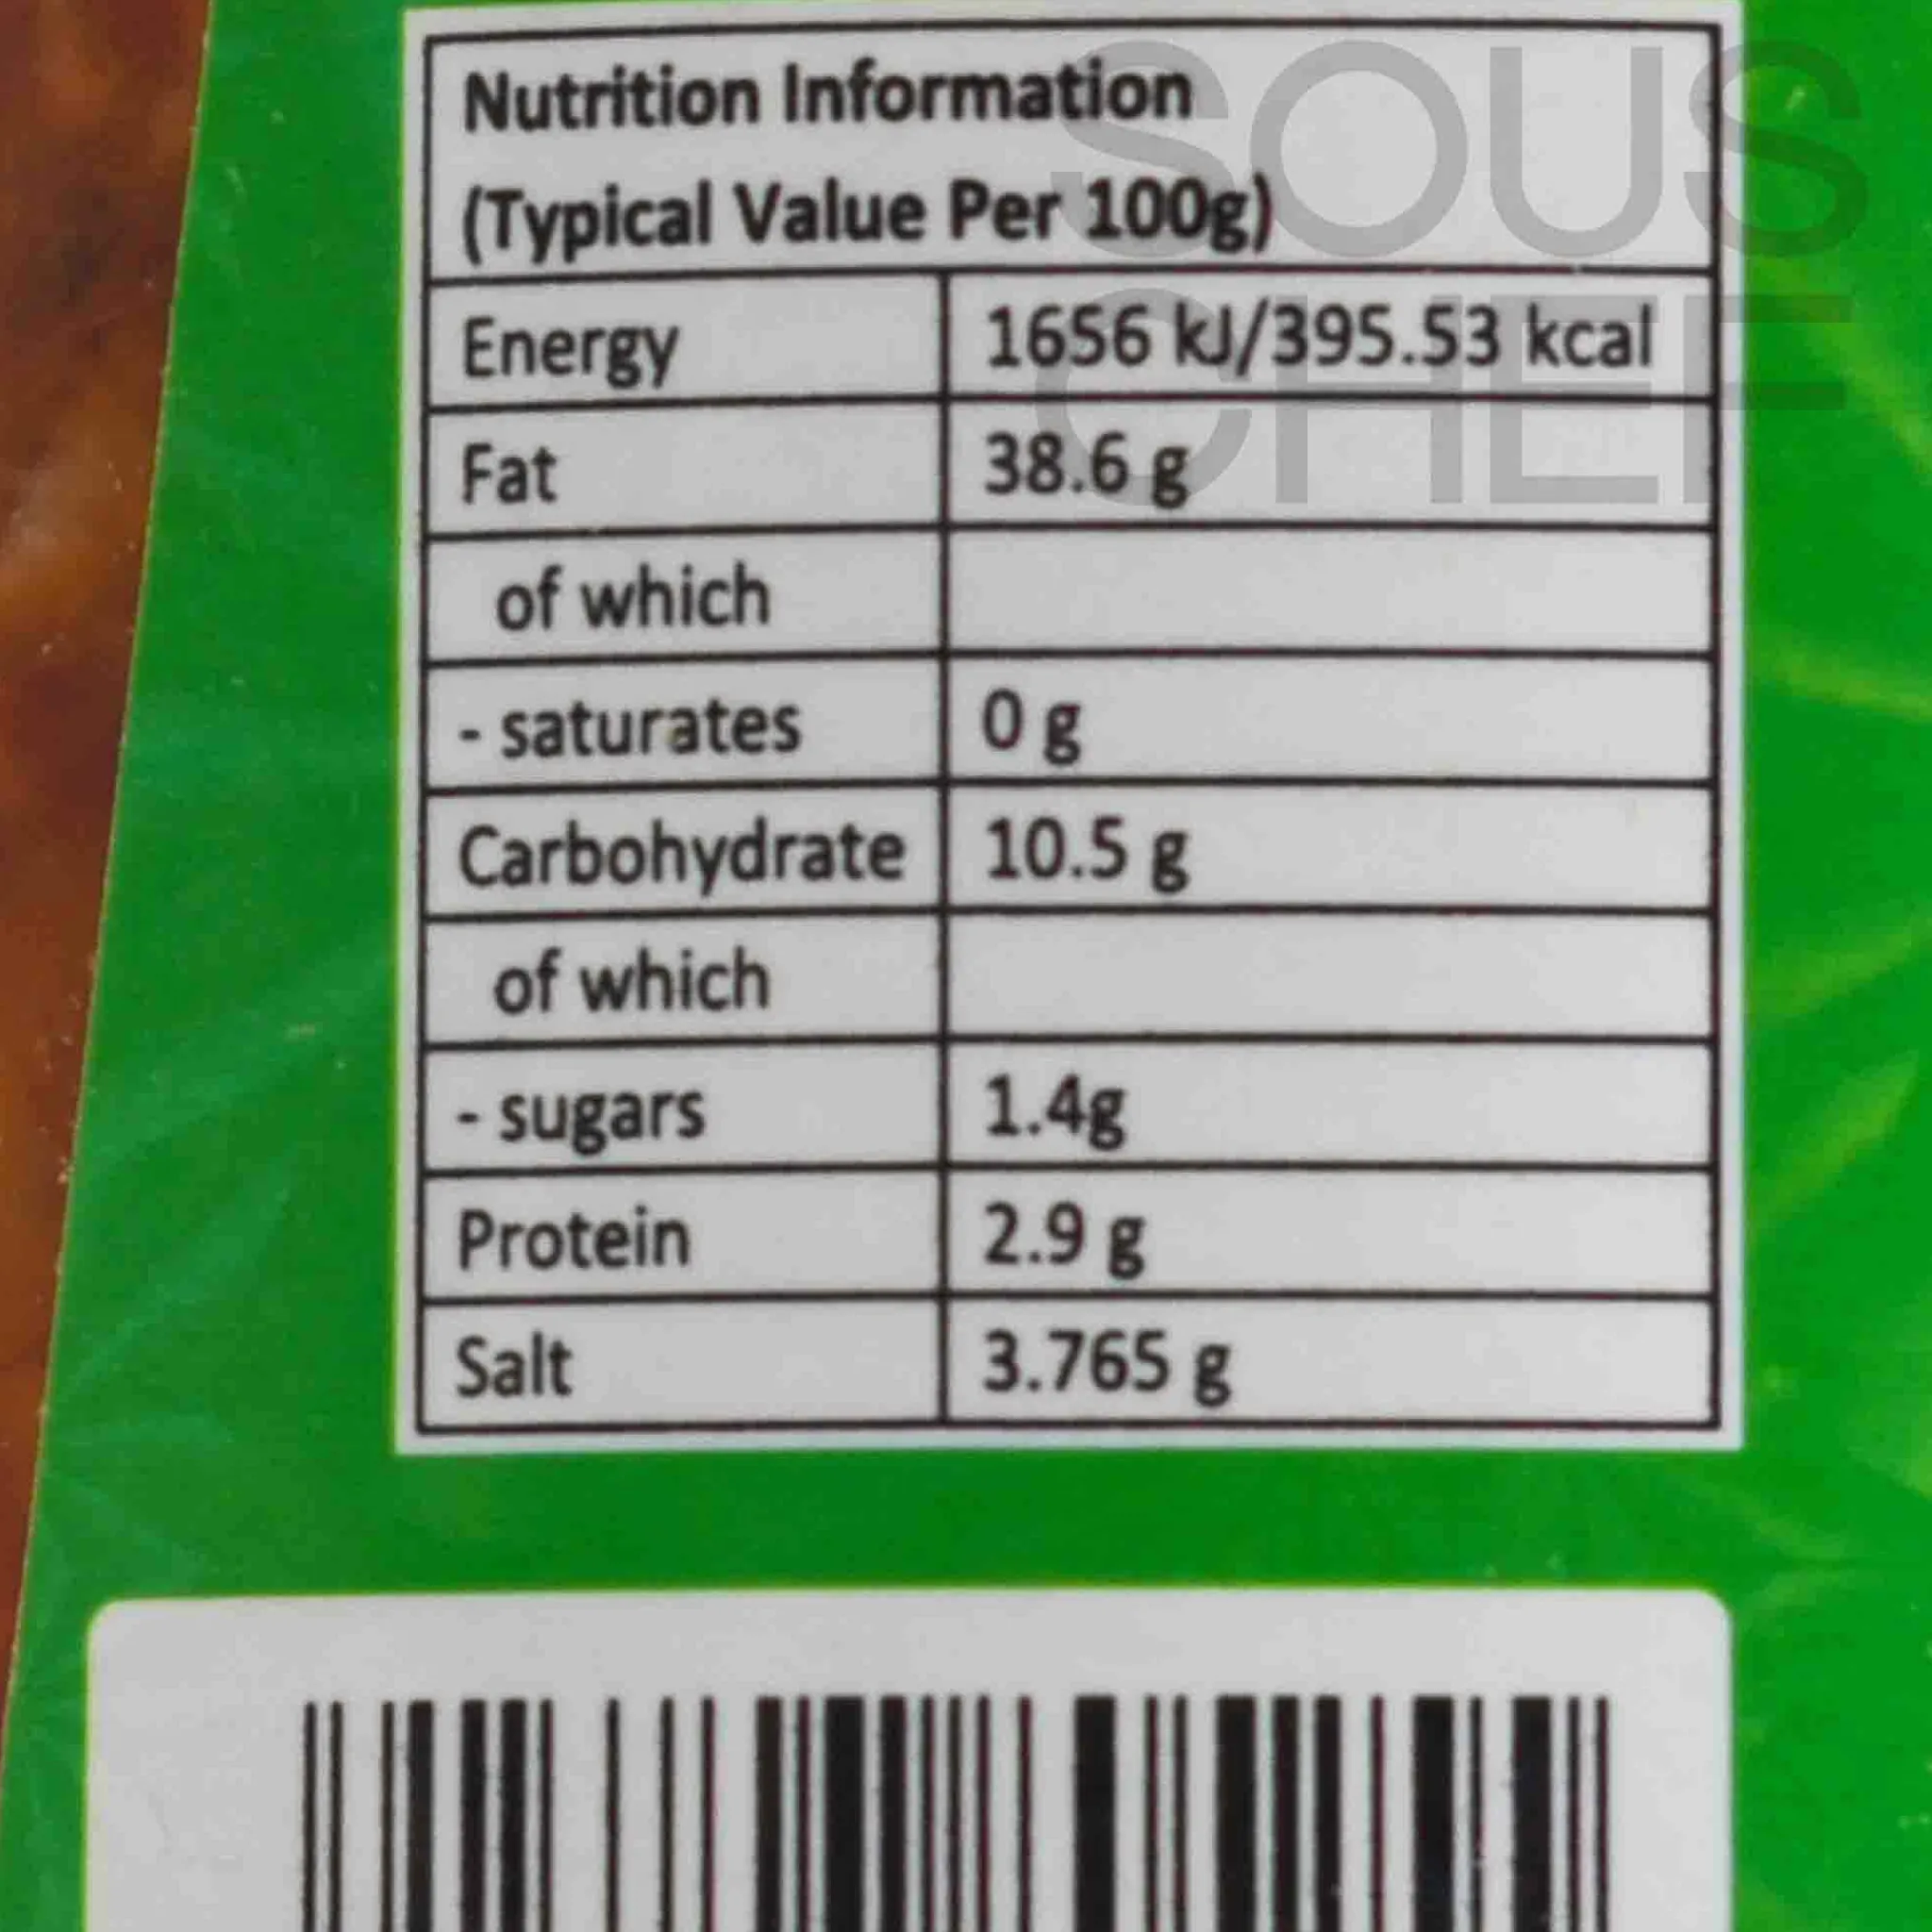 Nutrition Information
(Typical Value Per 100g)
Energy 1656 kJ/395.53 kcal
Fat 38.6 g
of which
- saturates 0 g
Carbohydrate 10.5 g
of which
- sugars 1.4g
Protein 2.9 g
Salt 3.765 g
SOUS
CHEF